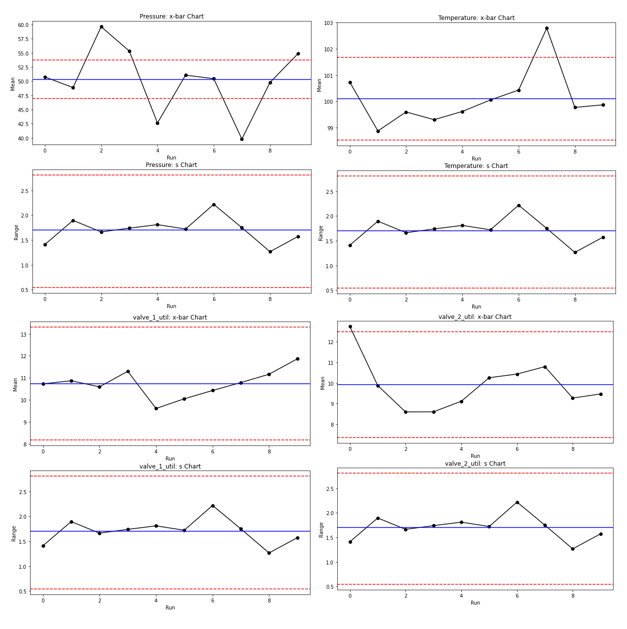 Pressure: x-bar Chart
60.0
57.5
55.0
52.5
50.0
47.5
45.0
42.5
40.0
Mean
0 2 4 6 8
Run
Temperature: x-bar Chart
103
102
101
100
99
Mean
0 2 4 6 8
Run
Pressure: s Chart
2.5
2.0
1.5
1.0
0.5
Range
0 2 4 6 8
Run
Temperature: s Chart
2.5
2.0
1.5
1.0
0.5
Range
0 2 4 6 8
Run
valve_1_util: x-bar Chart
13
12
11
10
9
8
Mean
0 2 4 6 8
Run
valve_2_util: x-bar Chart
12
11
10
9
8
Mean
0 2 4 6 8
Run
valve_1_util: s Chart
2.5
2.0
1.5
1.0
0.5
Range
0 2 4 6 8
Run
valve_2_util: s Chart
2.5
2.0
1.5
1.0
0.5
Range
0 2 4 6 8
Run